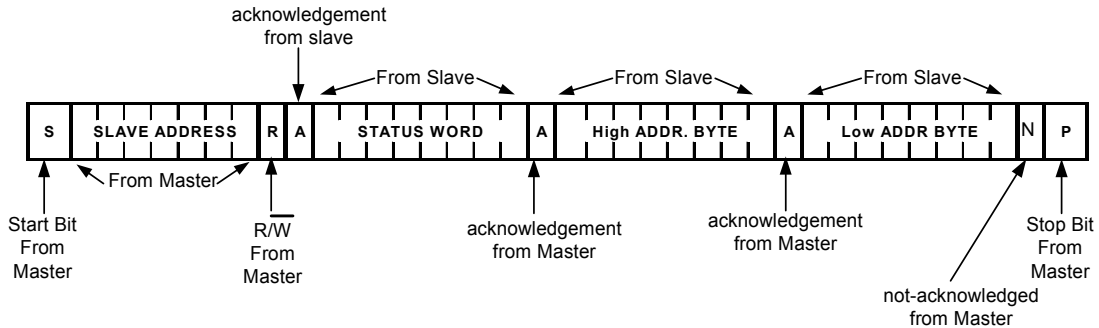 acknowledgement
from slave
From Slave
From Slave
From Slave
S
SLAVE ADDRESS
R
A
STATUS WORD
A
High ADDR. BYTE
A
Low ADDR BYTE
N
P
From Master
Start Bit
From
Master
R/W
From
Master
acknowledgement
from Master
acknowledgement
from Master
Stop Bit
From
Master
not-acknowledged
from Master